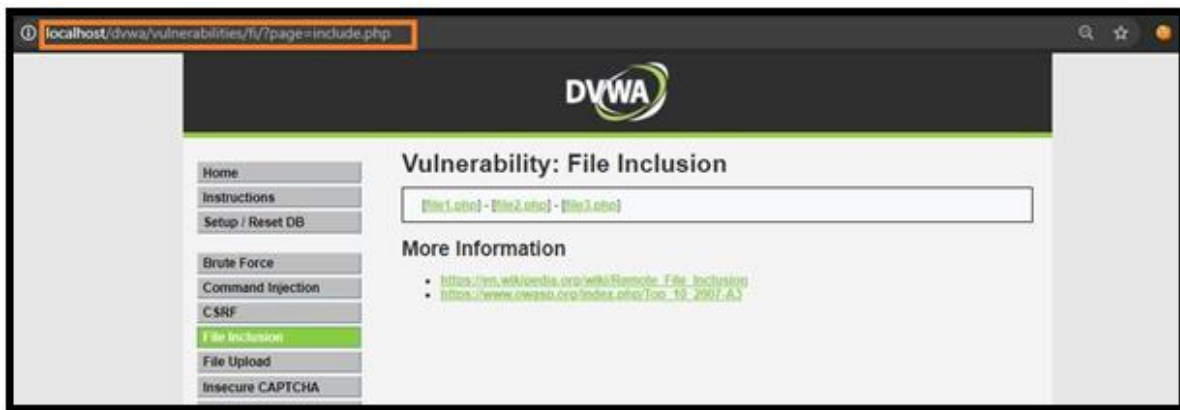 localhost/dvwa/vulnerabilities/fi/?page=include.php
DVWA
Home
Instructions
Setup / Reset DB
Brute Force
Command Injection
CSRF
File Inclusion
File Upload
Insecure CAPTCHA
Vulnerability: File Inclusion
[file1.php] - [file2.php] - [file3.php]
More Information
https://en.wikipedia.org/wiki/Remote_File_Inclusion
https://www.owasp.org/index.php/Top_10_2007-A3